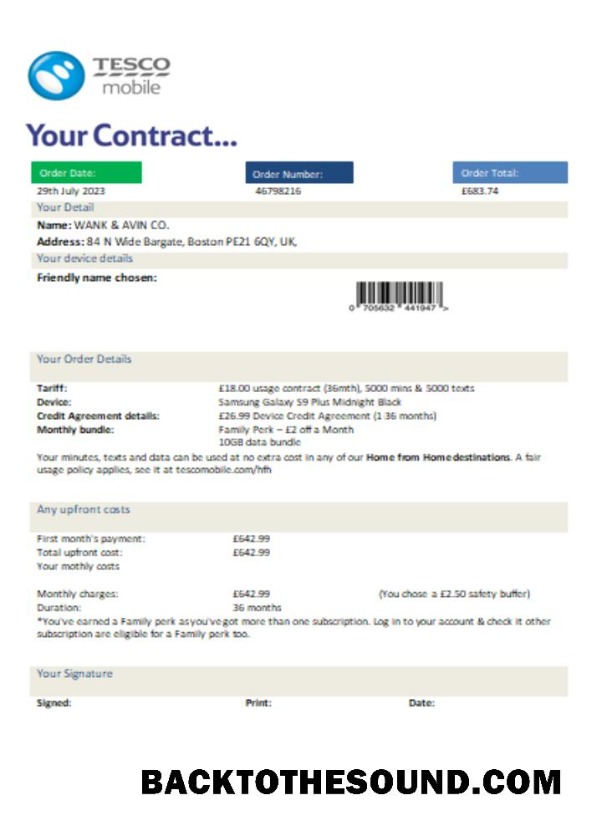 TESCO
mobile
Your Contract...
Order Date: Order Number: Order Total:
29th July 2023 46798216 £683.74
Your Detail
Name: WANK & AVIN CO.
Address: 84 N Wide Bargate, Boston PE21 6QY, UK,
Your device details
Friendly name chosen:
0 705632 441947 >
Your Order Details
Tariff: £18.00 usage contract (36mth), 5000 mins & 5000 texts
Device: Samsung Galaxy S9 Plus Midnight Black
Credit Agreement details: £26.99 Device Credit Agreement (1 36 months)
Monthly bundle: Family Perk – £2 off a Month
10GB data bundle
Your minutes, texts and data can be used at no extra cost in any of our Home from Home destinations. A fair
usage policy applies, see it at tescomobile.com/hfh
Any upfront costs
First month's payment: £642.99
Total upfront cost: £642.99
Your mothly costs
Monthly charges: £642.99 (You chose a £2.50 safety buffer)
Duration: 36 months
*You've earned a Family perk as you've got more than one subscription. Log in to your account & check it other
subscription are eligible for a Family perk too.
Your Signature
Signed: Print: Date:
BACKTOTHESOUND.COM